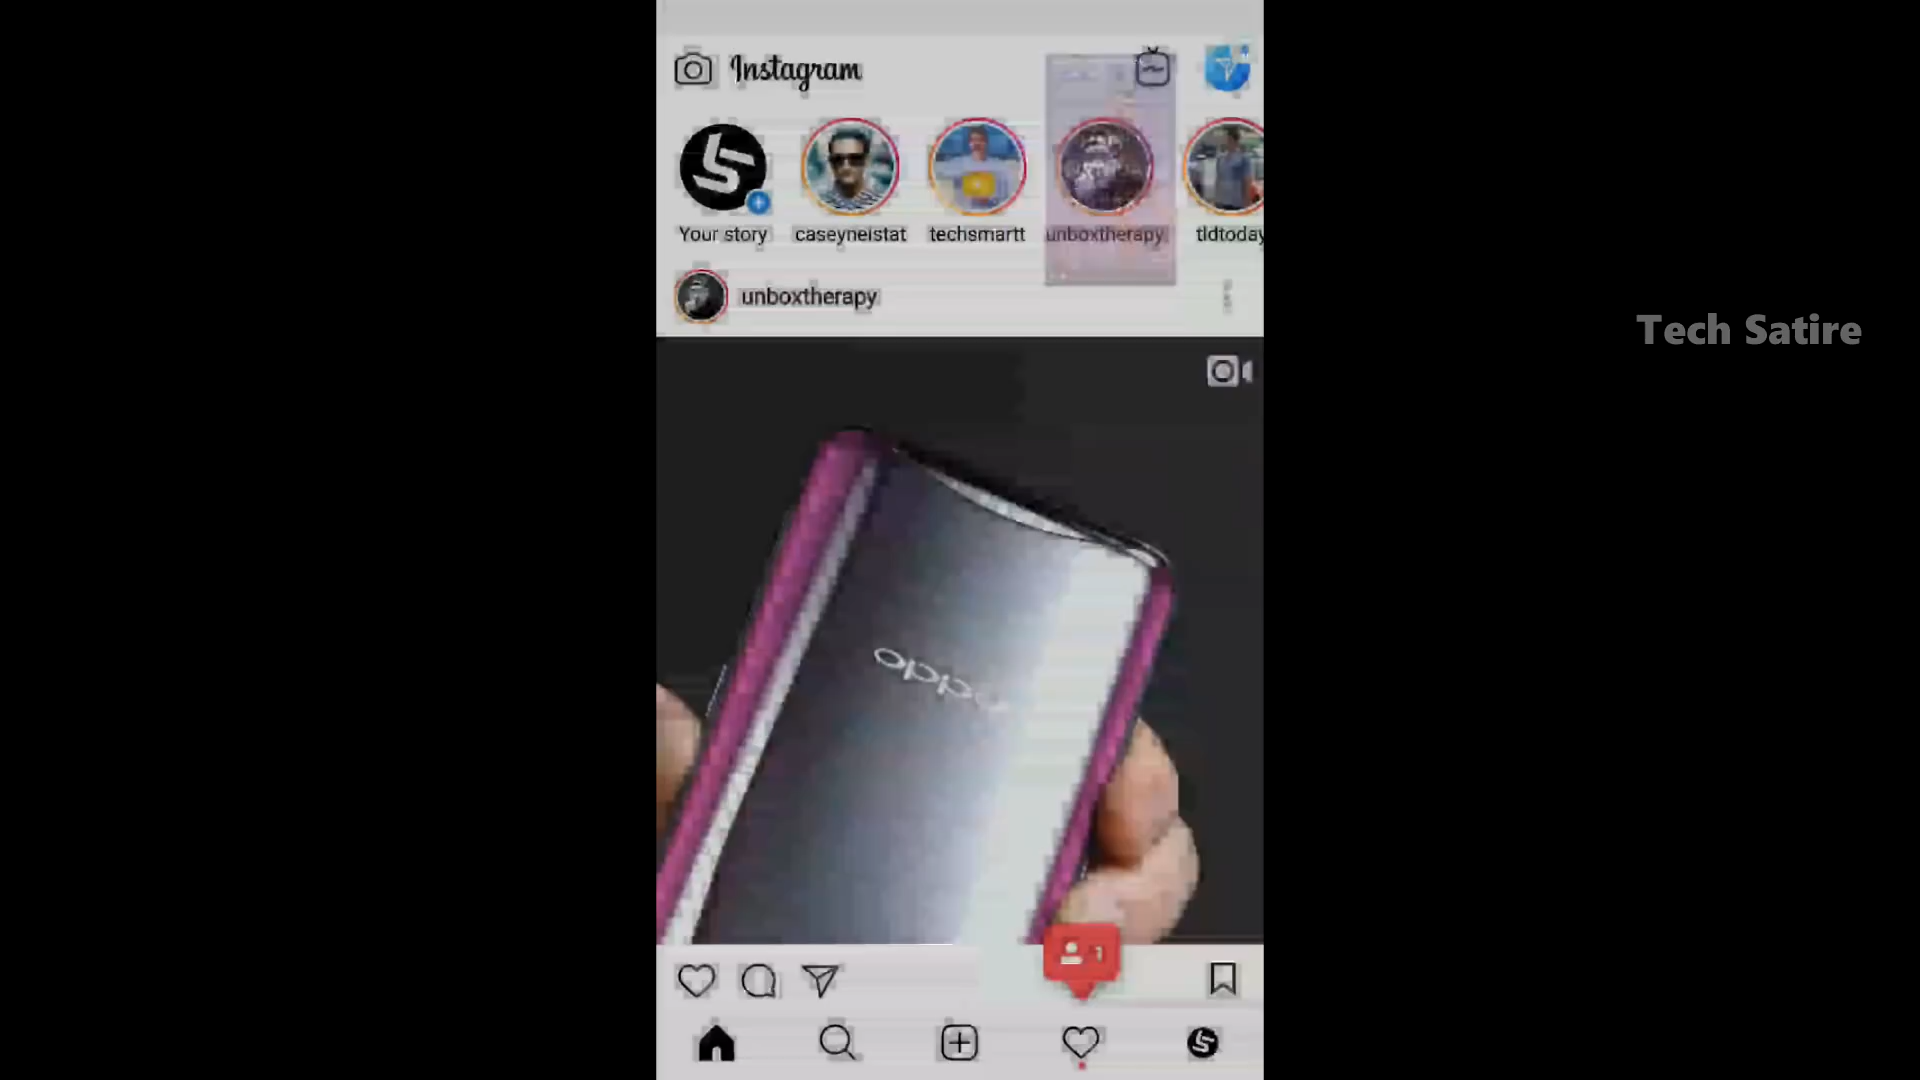 Instagram
Your story
caseyneistat
techsmartt
unboxtherapy
tldtoday
unboxtherapy
Tech Satire
oppo
1